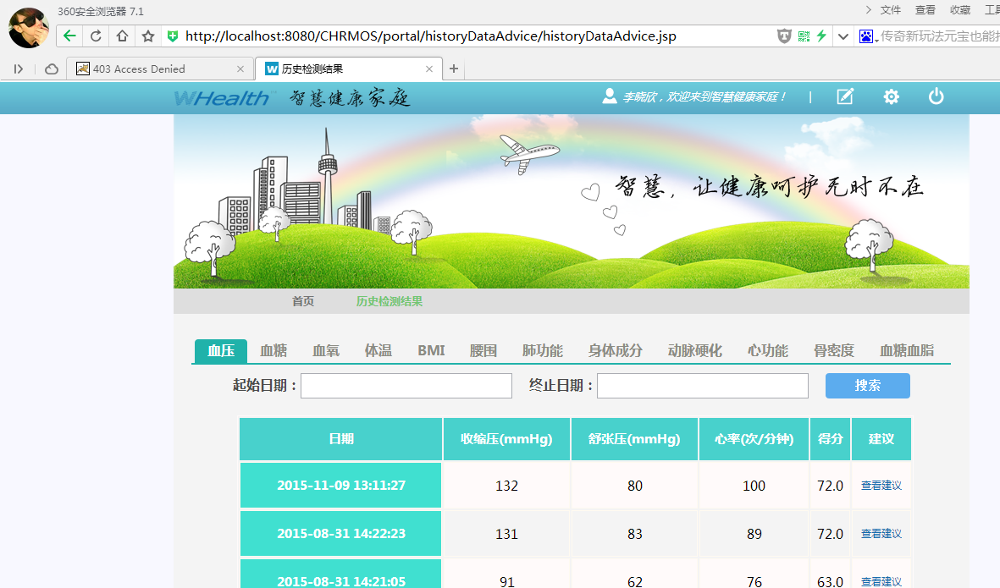 360安全浏览器 7.1
文件 查看 收藏
http://localhost:8080/CHRMOS/portal/historyDataAdvice/historyDataAdvice.jsp
传奇新玩法元宝也能
403 Access Denied
W 历史检测结果
WHealth 智慧健康家庭
李晓欣，欢迎来到智慧健康家庭！
智慧，让健康呵护无时不在
首页 历史检测结果
血压 血糖 血氧 体温 BMI 腰围 肺功能 身体成分 动脉硬化 心功能 骨密度 血糖血脂
起始日期： 终止日期： 搜索
日期 收缩压(mmHg) 舒张压(mmHg) 心率(次/分钟) 得分 建议
2015-11-09 13:11:27 132 80 100 72.0 查看建议
2015-08-31 14:22:23 131 83 89 72.0 查看建议
2015-08-31 14:21:05 91 62 76 63.0 查看建议